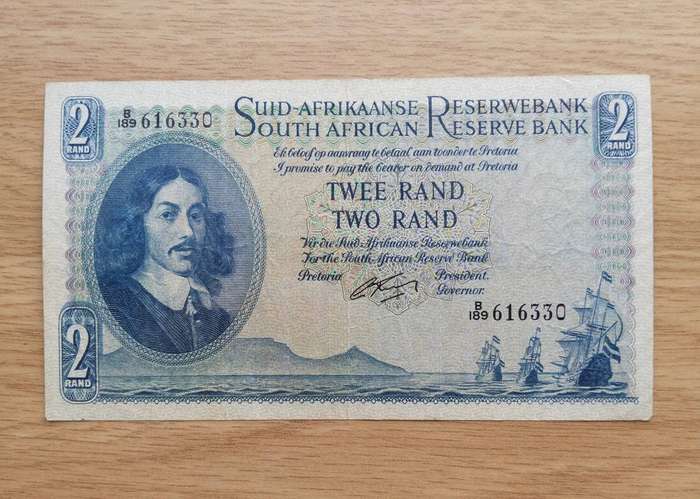 2
RAND
B/189 616330
SUID-AFRIKAANSE RESERWEBANK
SOUTH AFRICAN RESERVE BANK
2
RAND
Ek beloof op aanvraag te betaal aan toonder te Pretoria
I promise to pay the bearer on demand at Pretoria
TWEE RAND
TWO RAND
Vir die Suid-Afrikaanse Reserwebank
For the South African Reserve Bank
Pretoria President.
Governor.
B/189 616330
2
RAND